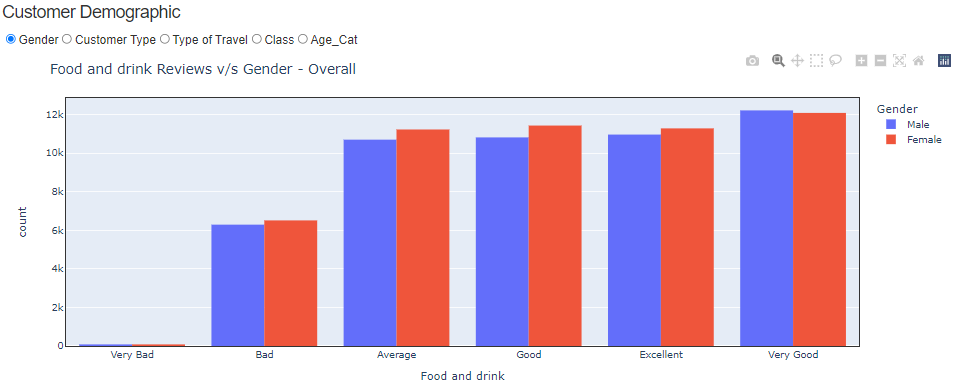 Customer Demographic
Gender Customer Type Type of Travel Class Age_Cat
Food and drink Reviews v/s Gender - Overall
Gender
Male
Female
count
12k
10k
8k
6k
4k
2k
0
Very Bad Bad Average Good Excellent Very Good
Food and drink